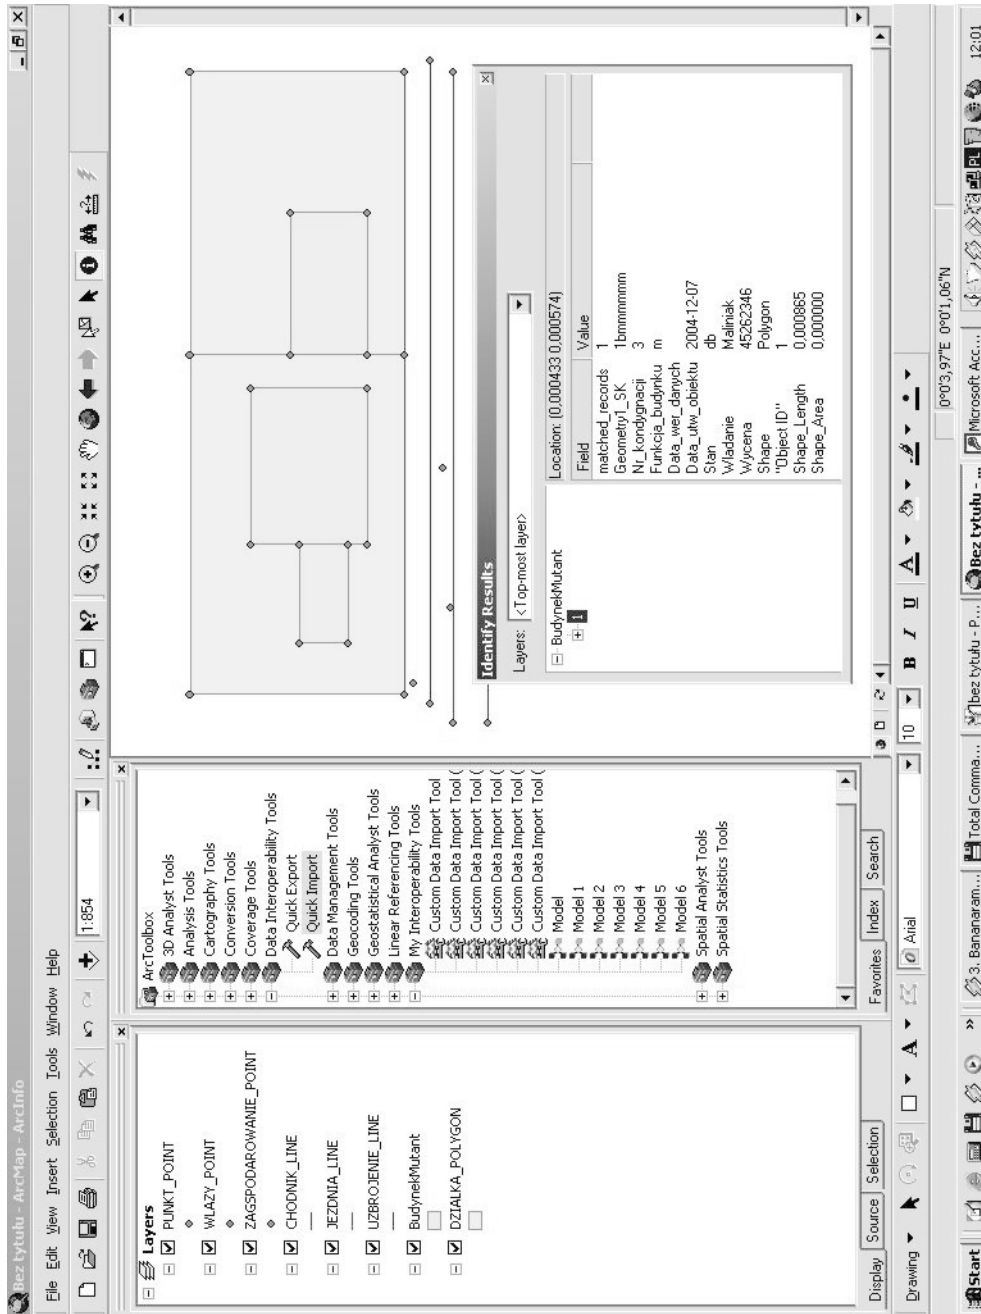 Bez tytułu - ArcMap - ArcInfo
File Edit View Insert Selection Tools Window Help
1:854
Layers
PUNKT_POINT
WLAZY_POINT
ZAGSPODAROWANIE_POINT
CHODNIK_LINE
JEZDNIA_LINE
UZBROJENIE_LINE
BudynekMutant
DZIALKA_POLYGON
Display Source Selection
ArcToolbox
3D Analyst Tools
Analysis Tools
Cartography Tools
Conversion Tools
Coverage Tools
Data Interoperability Tools
Quick Export
Quick Import
Data Management Tools
Geocoding Tools
Geostatistical Analyst Tools
Linear Referencing Tools
My Interoperability Tools
Custom Data Import Tool
Custom Data Import Tool (
Custom Data Import Tool (
Custom Data Import Tool (
Custom Data Import Tool (
Custom Data Import Tool (
Model
Model 1
Model 2
Model 3
Model 4
Model 5
Model 6
Spatial Analyst Tools
Spatial Statistics Tools
Favorites Index Search
Identify Results
Layers: <Top-most layer>
BudynekMutant
1
Location: (0,000433 0,000574)
Field Value
matched_records 1
Geometry1_SK 1bmmmmmm
Nr_kondygnacji 3
Funkcja_budynku m
Data_wer_danych
Data_utw_obiektu 2004-12-07
Stan db
Wladanie Maliniak
Wycena 45262346
Shape Polygon
"Object ID" 1
Shape_Length 0,000865
Shape_Area 0,000000
Drawing A Arial 10 B I U A
0°0'3,97"E 0°0'1,06"N
Start » 3. Bananaram... Total Comma... bez tytułu - P... Bez tytułu - ... Microsoft Acc... PL 12:01